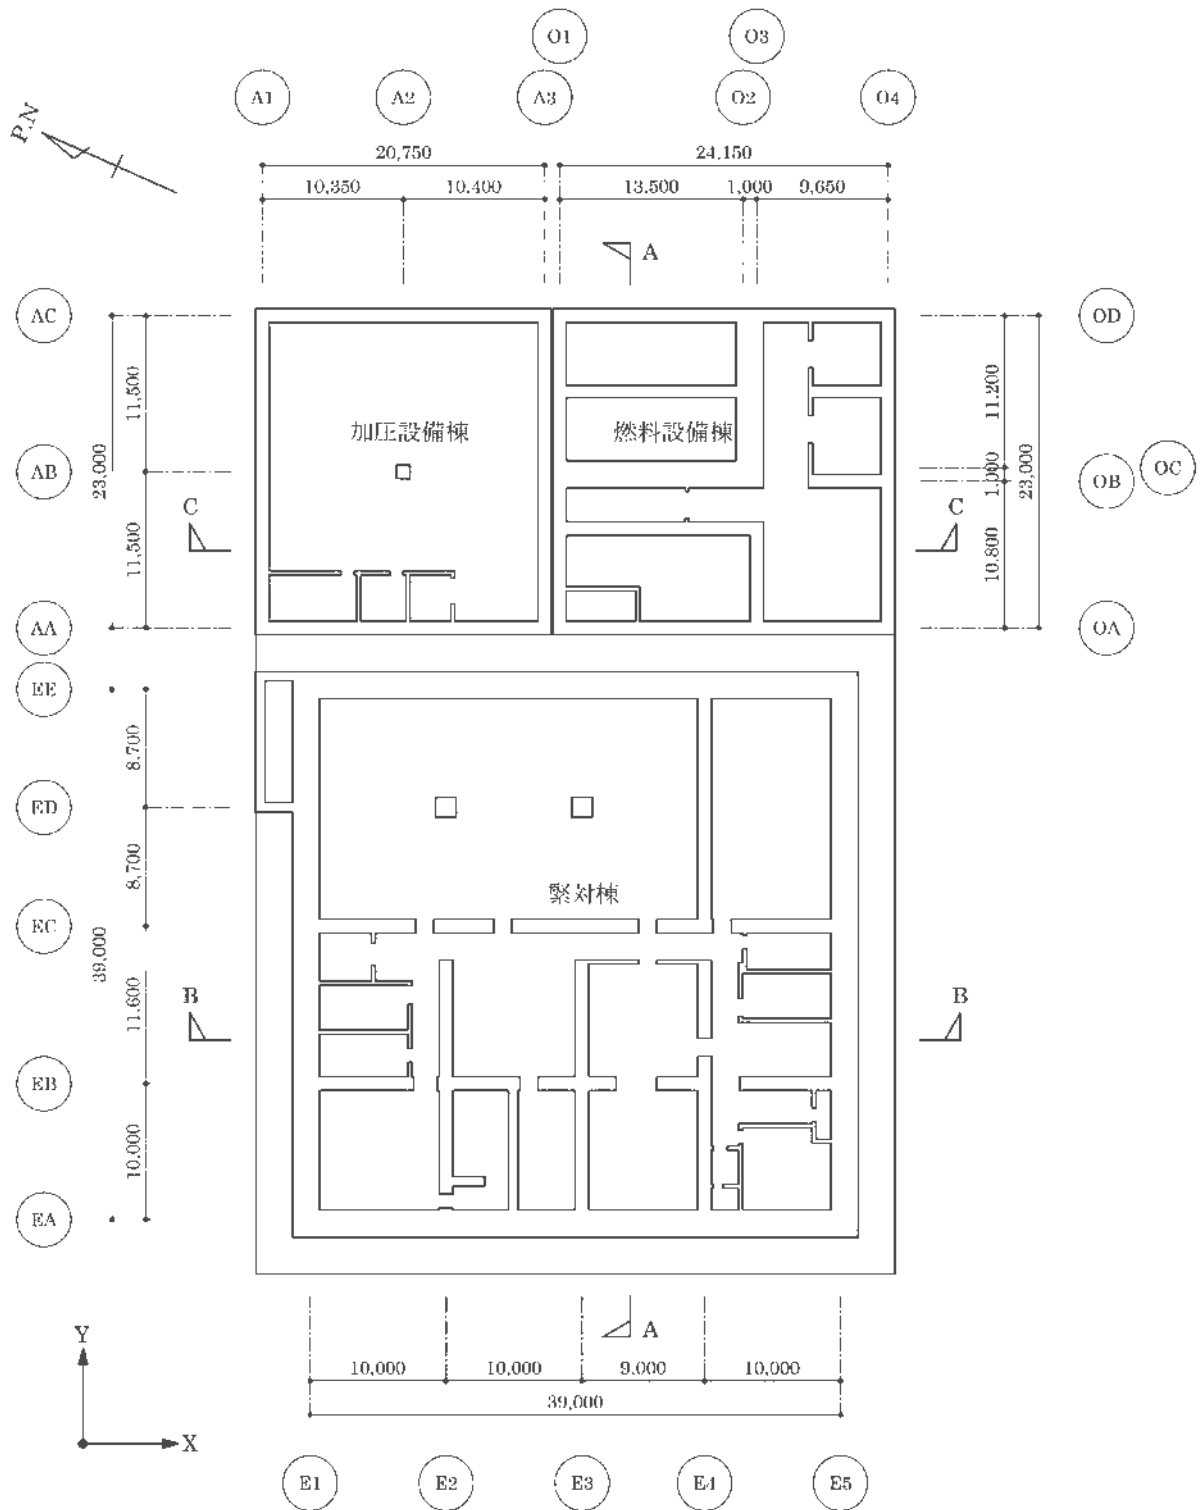 O1 O3
A1 A2 A3 O2 O4
P.N
20,750 24,150
10,350 10,400 13,500 1,000 9,650
A
AC OD
11,500 11,200
加圧設備棟 燃料設備棟
AB OB OC
23,000 1,000 23,000
C C
11,500 10,800
AA OA
EE
8,700
ED
8,700
緊対棟
EC
39,000
11,600
B B
EB
10,000
EA
A
Y
10,000 10,000 9,000 10,000
39,000
X
E1 E2 E3 E4 E5